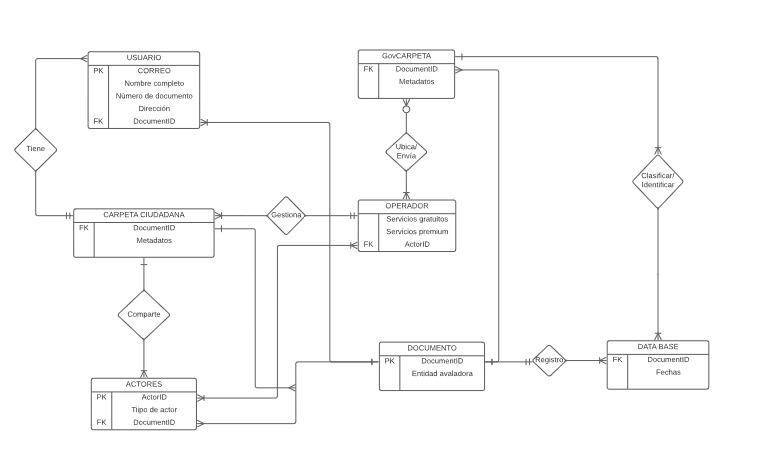 USUARIO
PK CORREO
Nombre completo
Número de documento
Dirección
FK DocumentID
GovCARPETA
FK DocumentID
Metadatos
Tiene
Ubica/
Envía
Clasificar/
Identificar
CARPETA CIUDADANA
FK DocumentID
Metadatos
Gestiona
OPERADOR
Servicios gratuitos
Servicios premium
FK ActorID
Comparte
DOCUMENTO
PK DocumentID
Entidad avaladora
Registro
DATA BASE
FK DocumentID
Fechas
ACTORES
PK ActorID
Tiipo de actor
FK DocumentID